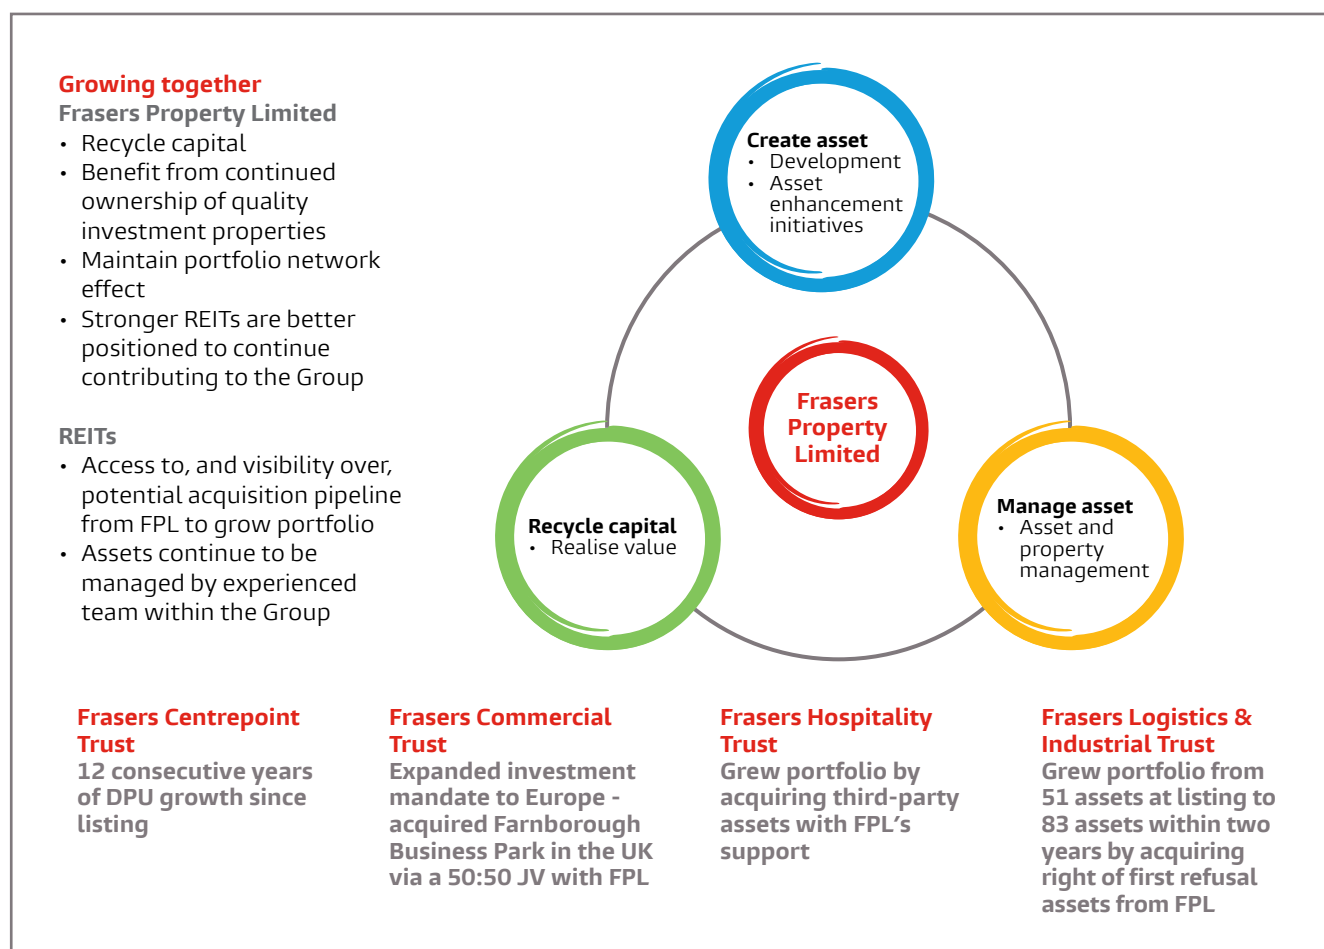 Growing together
Frasers Property Limited
• Recycle capital
• Benefit from continued
ownership of quality
investment properties
• Maintain portfolio network
effect
• Stronger REITs are better
positioned to continue
contributing to the Group
REITs
• Access to, and visibility over,
potential acquisition pipeline
from FPL to grow portfolio
• Assets continue to be
managed by experienced
team within the Group
Create asset
• Development
• Asset
enhancement
initiatives
Frasers
Property
Limited
Recycle capital
• Realise value
Manage asset
• Asset and
property
management
Frasers Centrepoint
Trust
12 consecutive years
of DPU growth since
listing
Frasers Commercial
Trust
Expanded investment
mandate to Europe -
acquired Farnborough
Business Park in the UK
via a 50:50 JV with FPL
Frasers Hospitality
Trust
Grew portfolio by
acquiring third-party
assets with FPL's
support
Frasers Logistics &
Industrial Trust
Grew portfolio from
51 assets at listing to
83 assets within two
years by acquiring
right of first refusal
assets from FPL